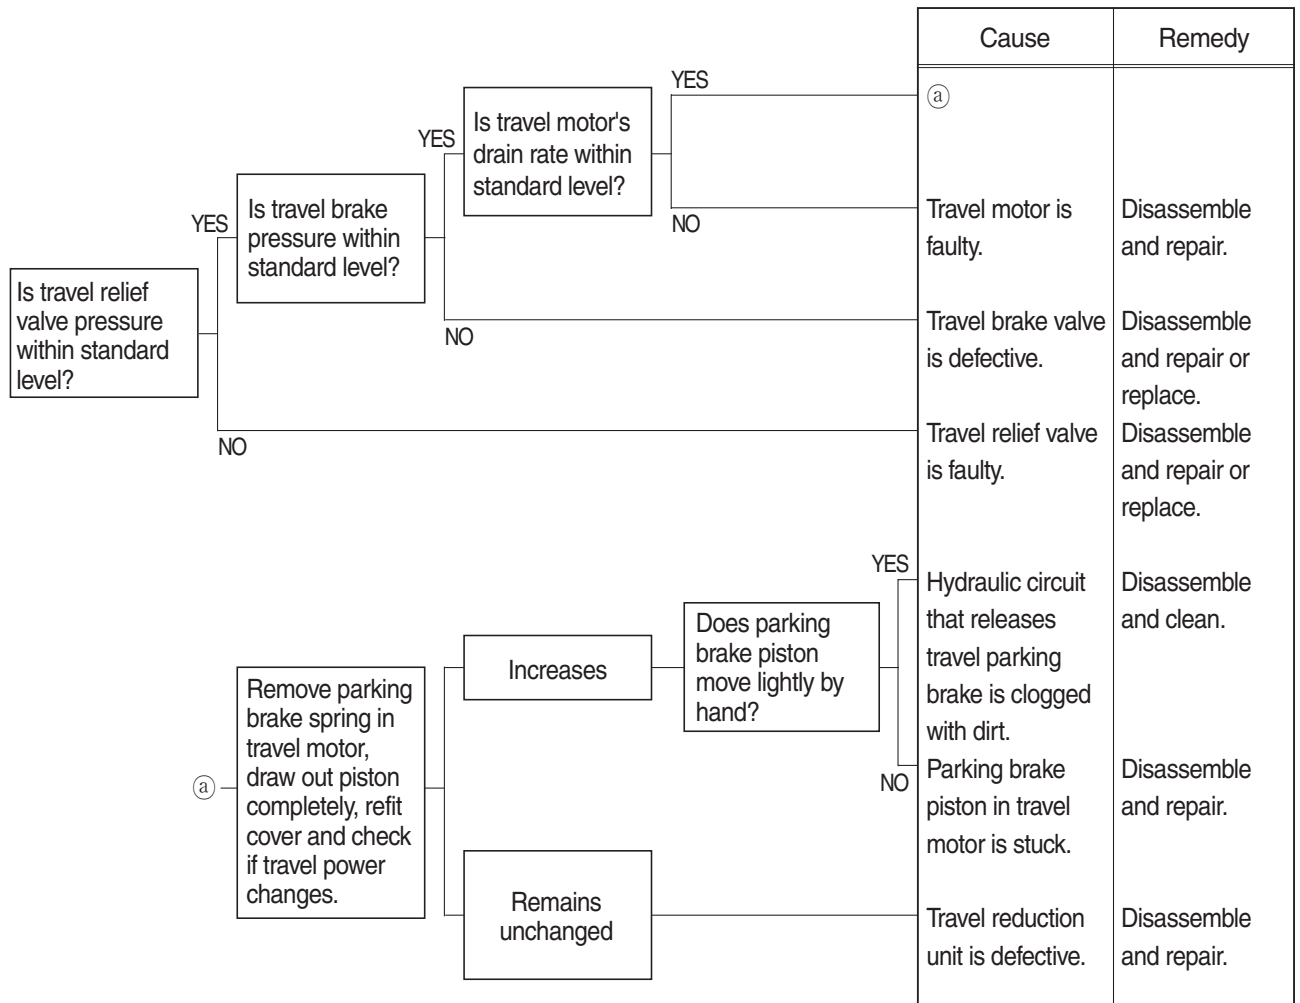 Cause
Remedy
YES
ⓐ
Is travel motor's
drain rate within
standard level?
YES
NO
Travel motor is
faulty.
Disassemble
and repair.
Is travel brake
pressure within
standard level?
YES
NO
Travel brake valve
is defective.
Disassemble
and repair or
replace.
Is travel relief
valve pressure
within standard
level?
NO
Travel relief valve
is faulty.
Disassemble
and repair or
replace.
ⓐ
Remove parking
brake spring in
travel motor,
draw out piston
completely, refit
cover and check
if travel power
changes.
Increases
Does parking
brake piston
move lightly by
hand?
YES
Hydraulic circuit
that releases
travel parking
brake is clogged
with dirt.
Disassemble
and clean.
NO
Parking brake
piston in travel
motor is stuck.
Disassemble
and repair.
Remains
unchanged
Travel reduction
unit is defective.
Disassemble
and repair.